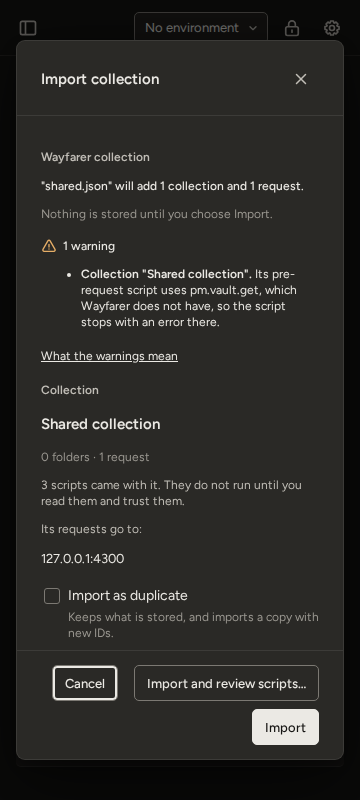 No environment
Import collection
Wayfarer collection
"shared.json" will add 1 collection and 1 request.
Nothing is stored until you choose Import.
1 warning
• Collection "Shared collection". Its pre-
request script uses pm.vault.get, which
Wayfarer does not have, so the script
stops with an error there.
What the warnings mean
Collection
Shared collection
0 folders · 1 request
3 scripts came with it. They do not run until you
read them and trust them.
Its requests go to:
127.0.0.1:4300
Import as duplicate
Keeps what is stored, and imports a copy with
new IDs.
Cancel
Import and review scripts…
Import